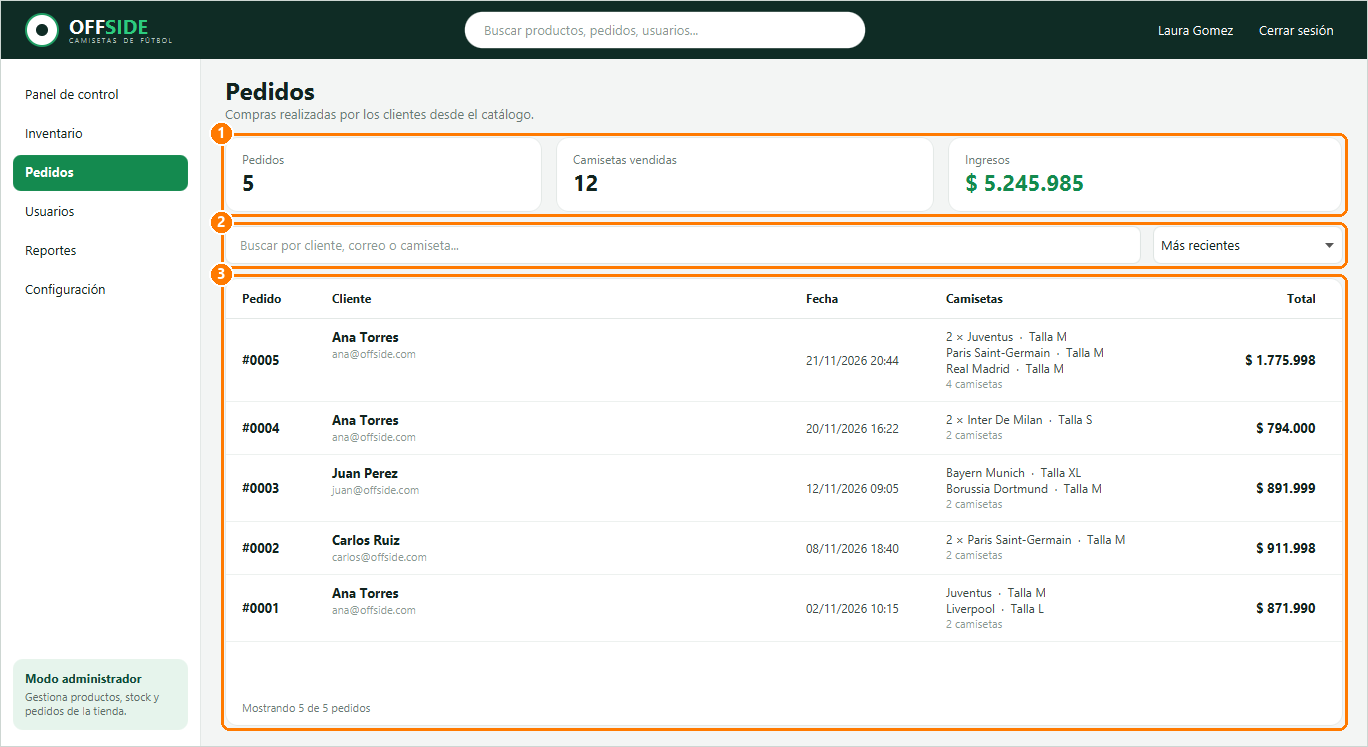 OFFSIDE
CAMISETAS DE FÚTBOL
Buscar productos, pedidos, usuarios...
Laura Gomez
Cerrar sesión
Panel de control
Inventario
Pedidos
Usuarios
Reportes
Configuración
Modo administrador
Gestiona productos, stock y
pedidos de la tienda.
Pedidos
Compras realizadas por los clientes desde el catálogo.
1
Pedidos
5
Camisetas vendidas
12
Ingresos
$ 5.245.985
2
Buscar por cliente, correo o camiseta...
Más recientes
3
Pedido Cliente Fecha Camisetas Total
#0005
Ana Torres
ana@offside.com
21/11/2026 20:44
2 × Juventus · Talla M
Paris Saint-Germain · Talla M
Real Madrid · Talla M
4 camisetas
$ 1.775.998
#0004
Ana Torres
ana@offside.com
20/11/2026 16:22
2 × Inter De Milan · Talla S
2 camisetas
$ 794.000
#0003
Juan Perez
juan@offside.com
12/11/2026 09:05
Bayern Munich · Talla XL
Borussia Dortmund · Talla M
2 camisetas
$ 891.999
#0002
Carlos Ruiz
carlos@offside.com
08/11/2026 18:40
2 × Paris Saint-Germain · Talla M
2 camisetas
$ 911.998
#0001
Ana Torres
ana@offside.com
02/11/2026 10:15
Juventus · Talla M
Liverpool · Talla L
2 camisetas
$ 871.990
Mostrando 5 de 5 pedidos